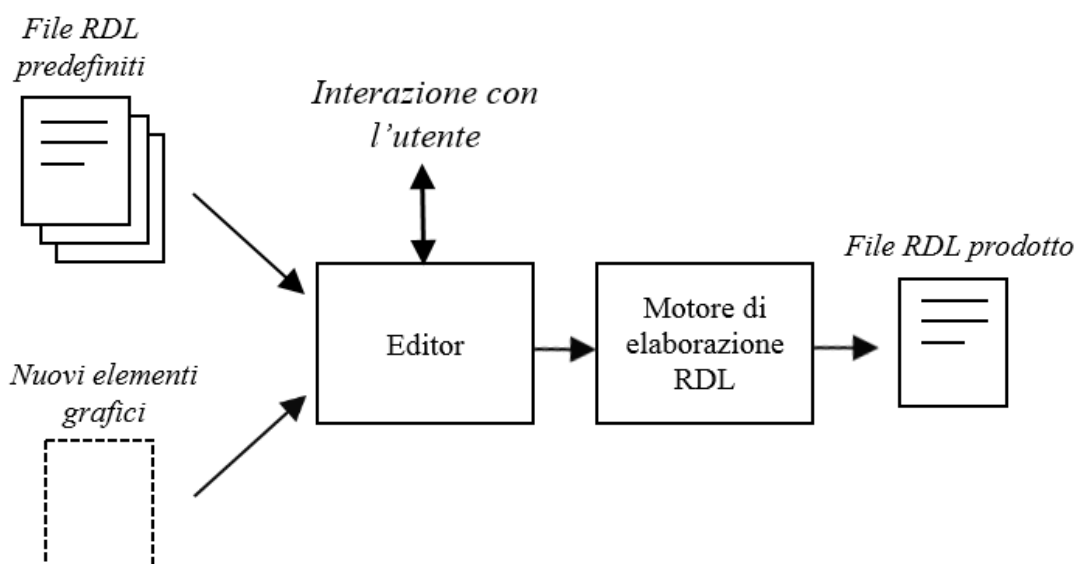 File RDL
predefiniti
Interazione con
l'utente
Editor
Motore di
elaborazione
RDL
File RDL prodotto
Nuovi elementi
grafici